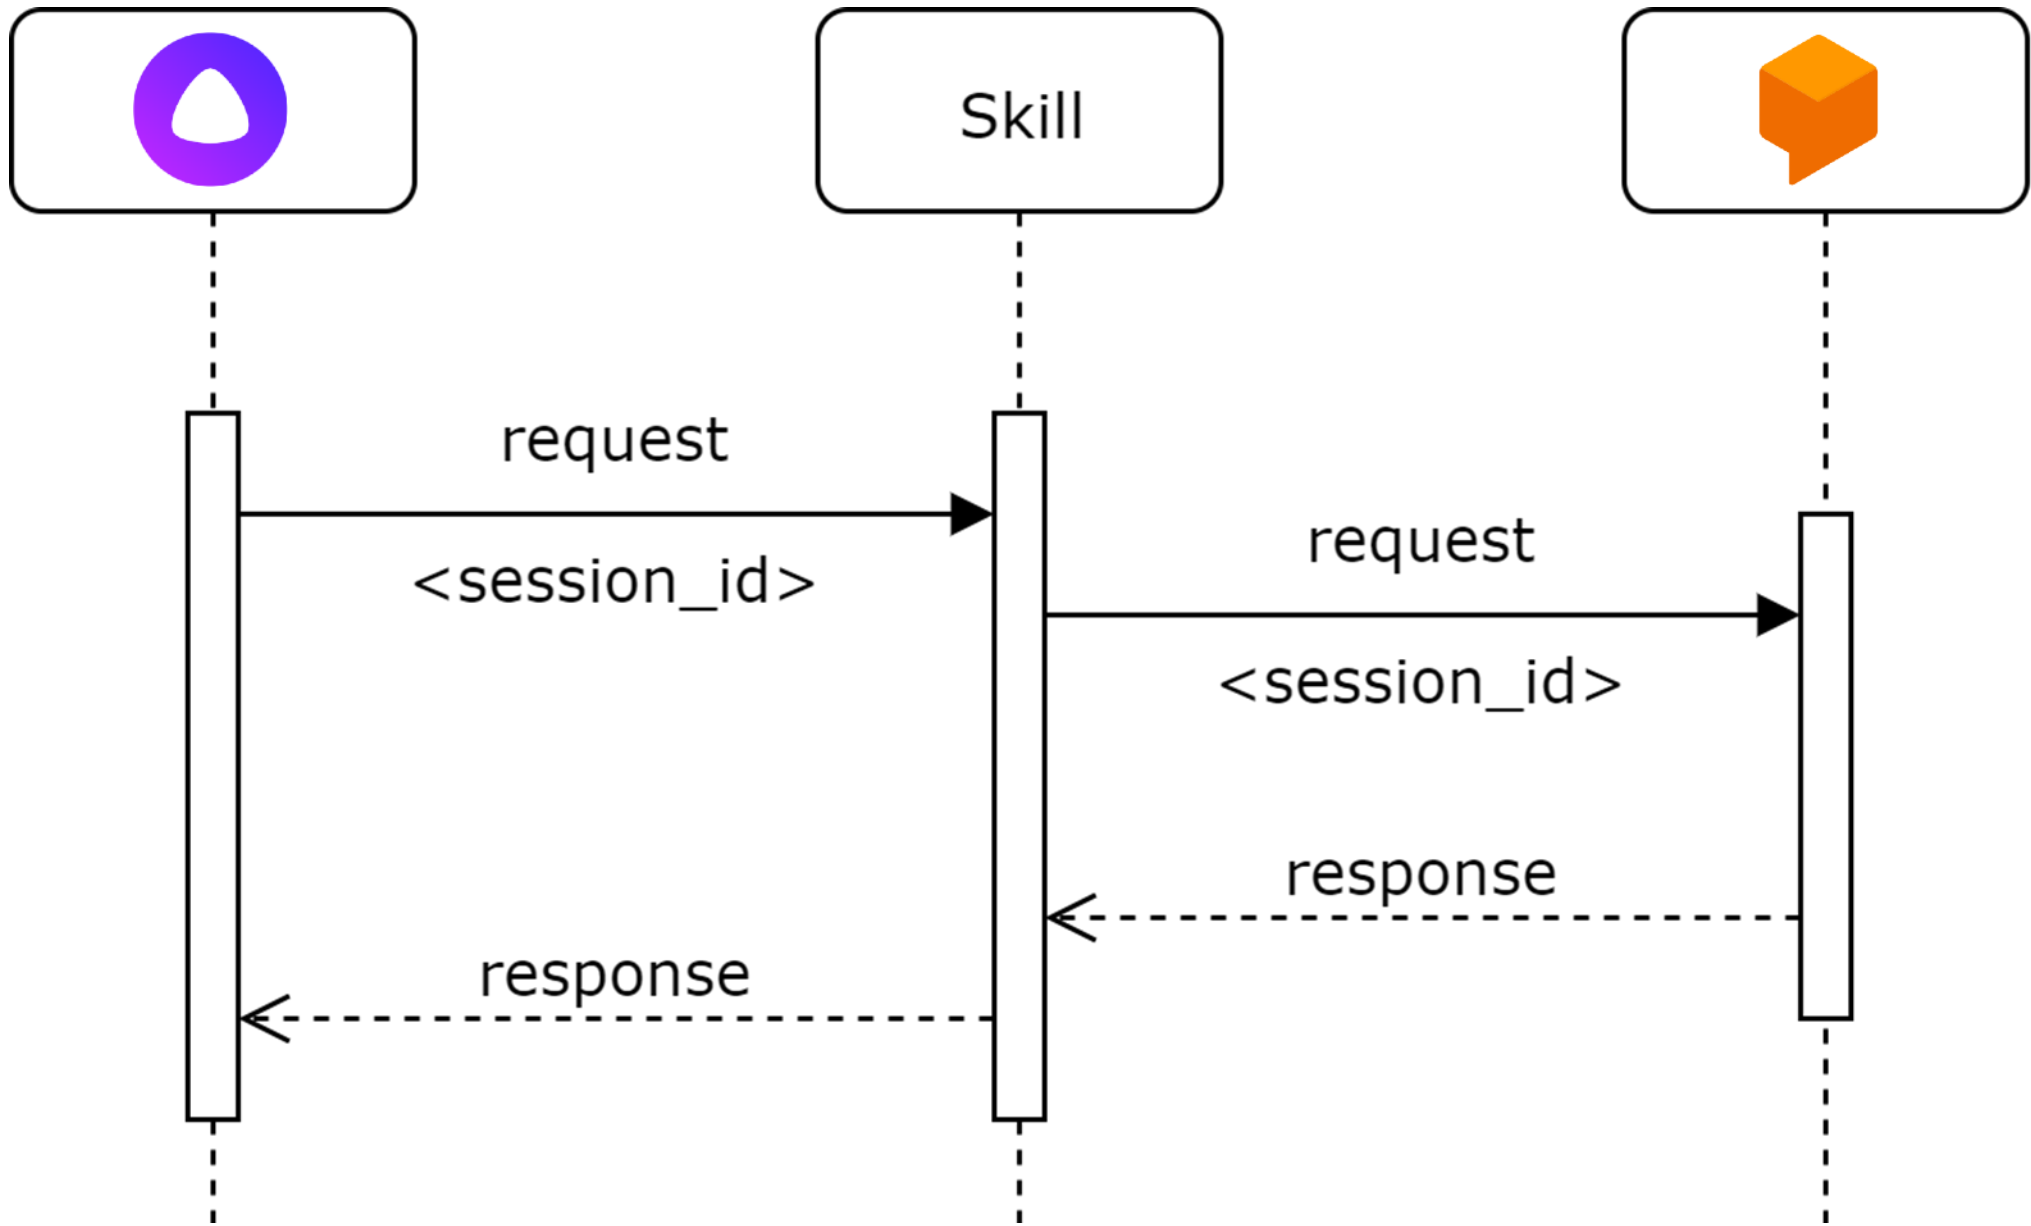 Skill
request
<session_id>
request
<session_id>
response
response